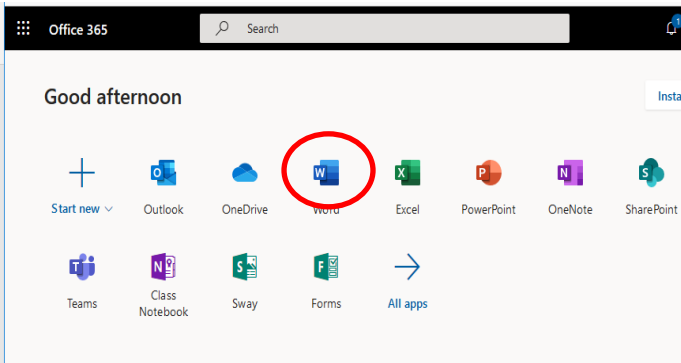 Office 365
Search
1
Good afternoon
Insta
Start new
Outlook
OneDrive
Word
Excel
PowerPoint
OneNote
SharePoint
Teams
Class
Notebook
Sway
Forms
All apps